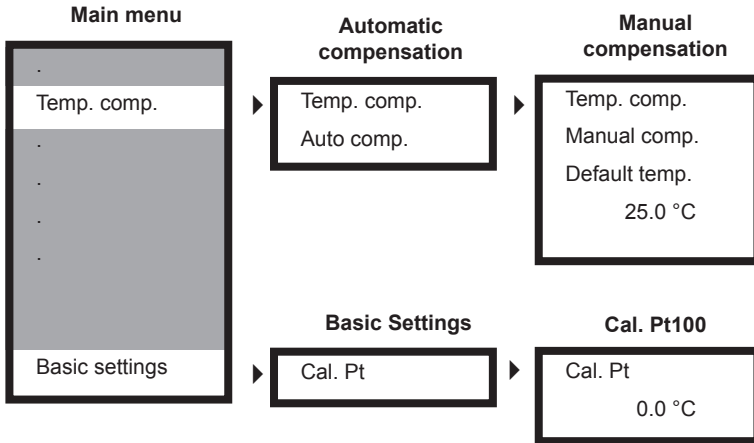 Main menu
.
Temp. comp.
.
.
.
.
Basic settings
Automatic
compensation
Temp. comp.
Auto comp.
Manual
compensation
Temp. comp.
Manual comp.
Default temp.
25.0 °C
Basic Settings
Cal. Pt
Cal. Pt100
Cal. Pt
0.0 °C